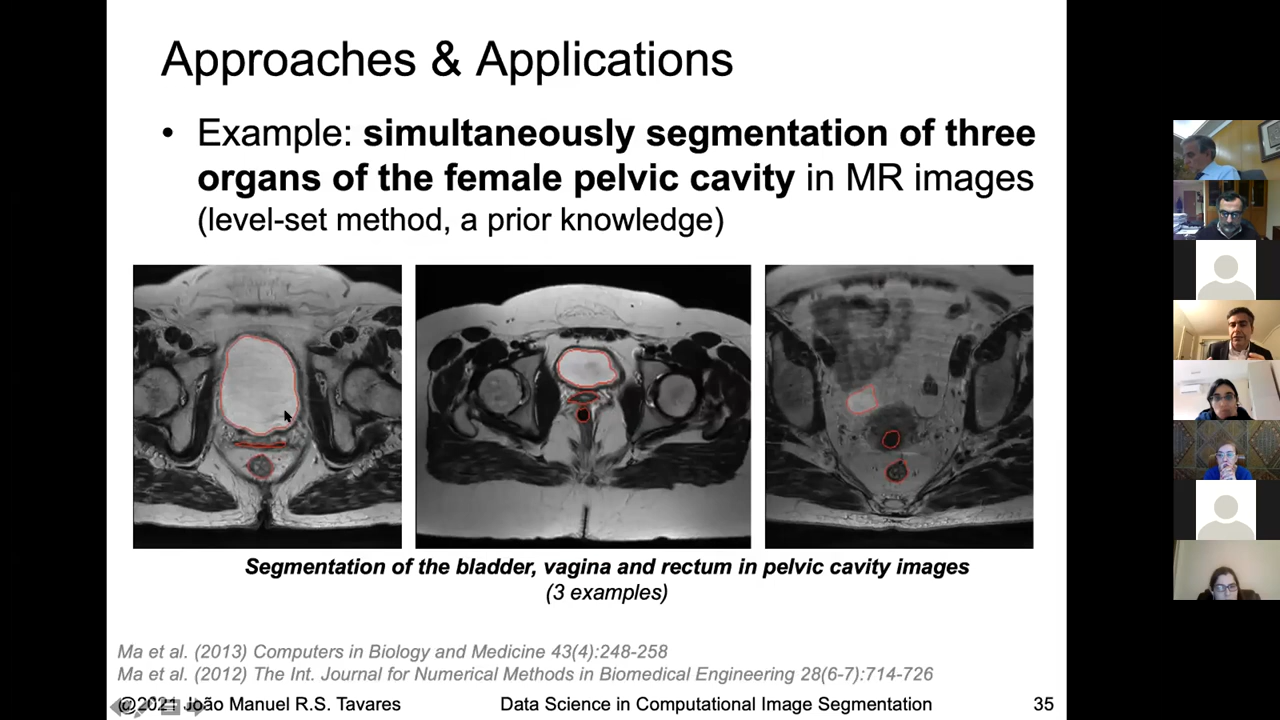 Approaches & Applications
• Example: simultaneously segmentation of three
organs of the female pelvic cavity in MR images
(level-set method, a prior knowledge)
Segmentation of the bladder, vagina and rectum in pelvic cavity images
(3 examples)
Ma et al. (2013) Computers in Biology and Medicine 43(4):248-258
Ma et al. (2012) The Int. Journal for Numerical Methods in Biomedical Engineering 28(6-7):714-726
©2021 João Manuel R.S. Tavares Data Science in Computational Image Segmentation 35